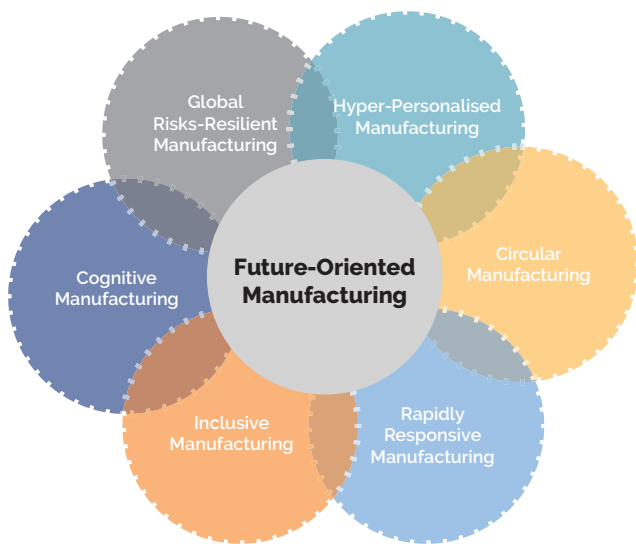 Global
Risks-Resilient
Manufacturing
Hyper-Personalised
Manufacturing
Circular
Manufacturing
Rapidly
Responsive
Manufacturing
Inclusive
Manufacturing
Cognitive
Manufacturing
Future-Oriented
Manufacturing